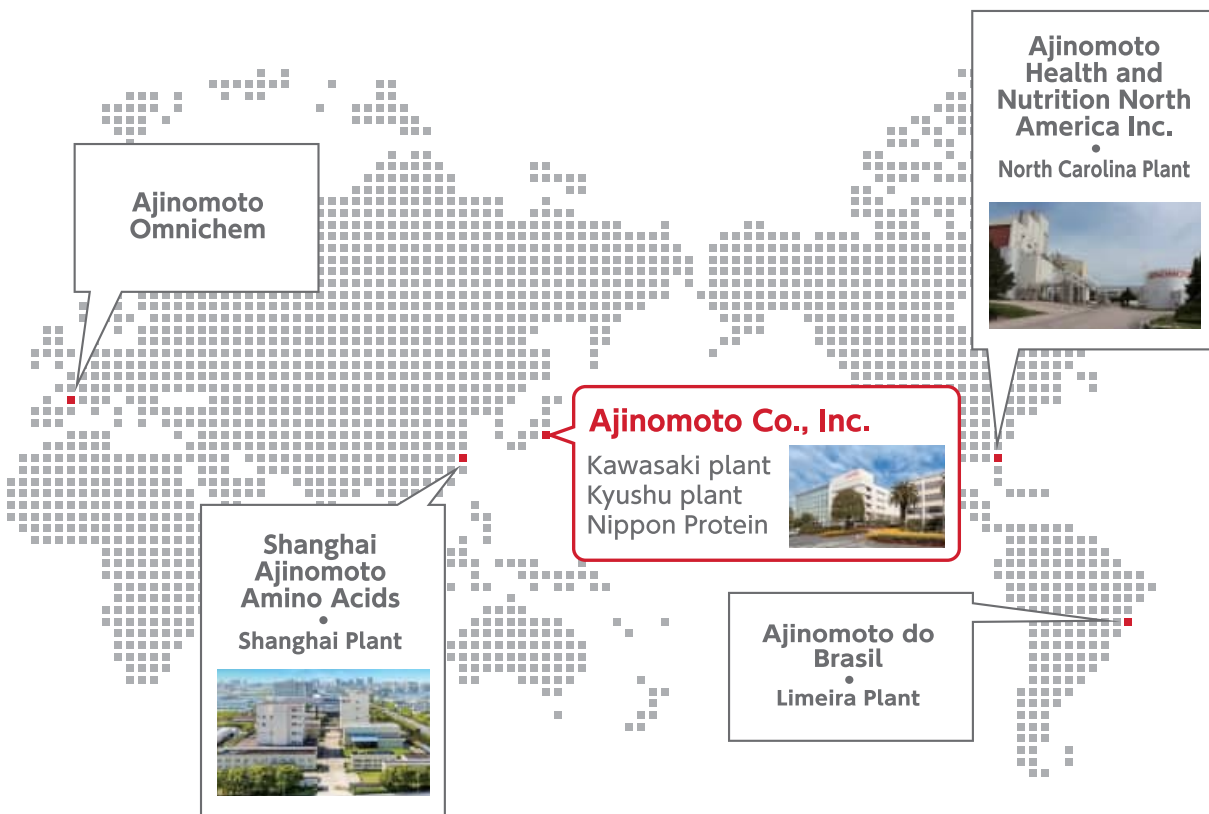 Ajinomoto
Health and
Nutrition North
America Inc.
•
North Carolina Plant
Ajinomoto
Omnichem
Ajinomoto Co., Inc.
Kawasaki plant
Kyushu plant
Nippon Protein
Shanghai
Ajinomoto
Amino Acids
•
Shanghai Plant
Ajinomoto do
Brasil
•
Limeira Plant